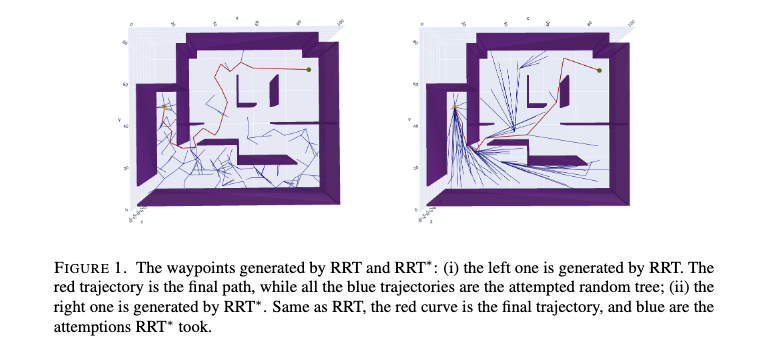 FIGURE 1. The waypoints generated by RRT and RRT*: (i) the left one is generated by RRT. The
red trajectory is the final path, while all the blue trajectories are the attempted random tree; (ii) the
right one is generated by RRT*. Same as RRT, the red curve is the final trajectory, and blue are the
attemptions RRT* took.